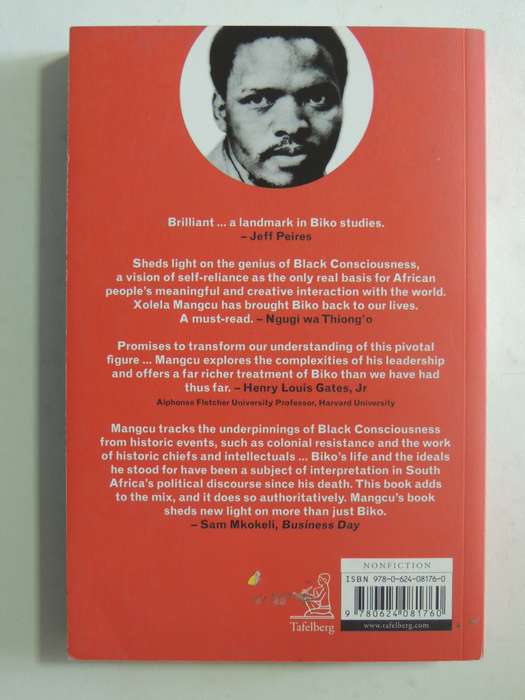 Brilliant ... a landmark in Biko studies.
– Jeff Peires
Sheds light on the genius of Black Consciousness,
a vision of self-reliance as the only real basis for African
people's meaningful and creative interaction with the world.
Xolela Mangcu has brought Biko back to our lives.
A must-read. – Ngugi wa Thiong'o
Promises to transform our understanding of this pivotal
figure ... Mangcu explores the complexities of his leadership
and offers a far richer treatment of Biko than we have had
thus far. – Henry Louis Gates, Jr
Alphonse Fletcher University Professor, Harvard University
Mangcu tracks the underpinnings of Black Consciousness
from historic events, such as colonial resistance and the work
of historic chiefs and intellectuals ... Biko's life and the ideals
he stood for have been a subject of interpretation in South
Africa's political discourse since his death. This book adds
to the mix, and it does so authoritatively. Mangcu's book
sheds new light on more than just Biko.
– Sam Mkokeli, Business Day
NONFICTION
ISBN 978-0-624-08176-0
9 780624 081760
Tafelberg
www.tafelberg.com